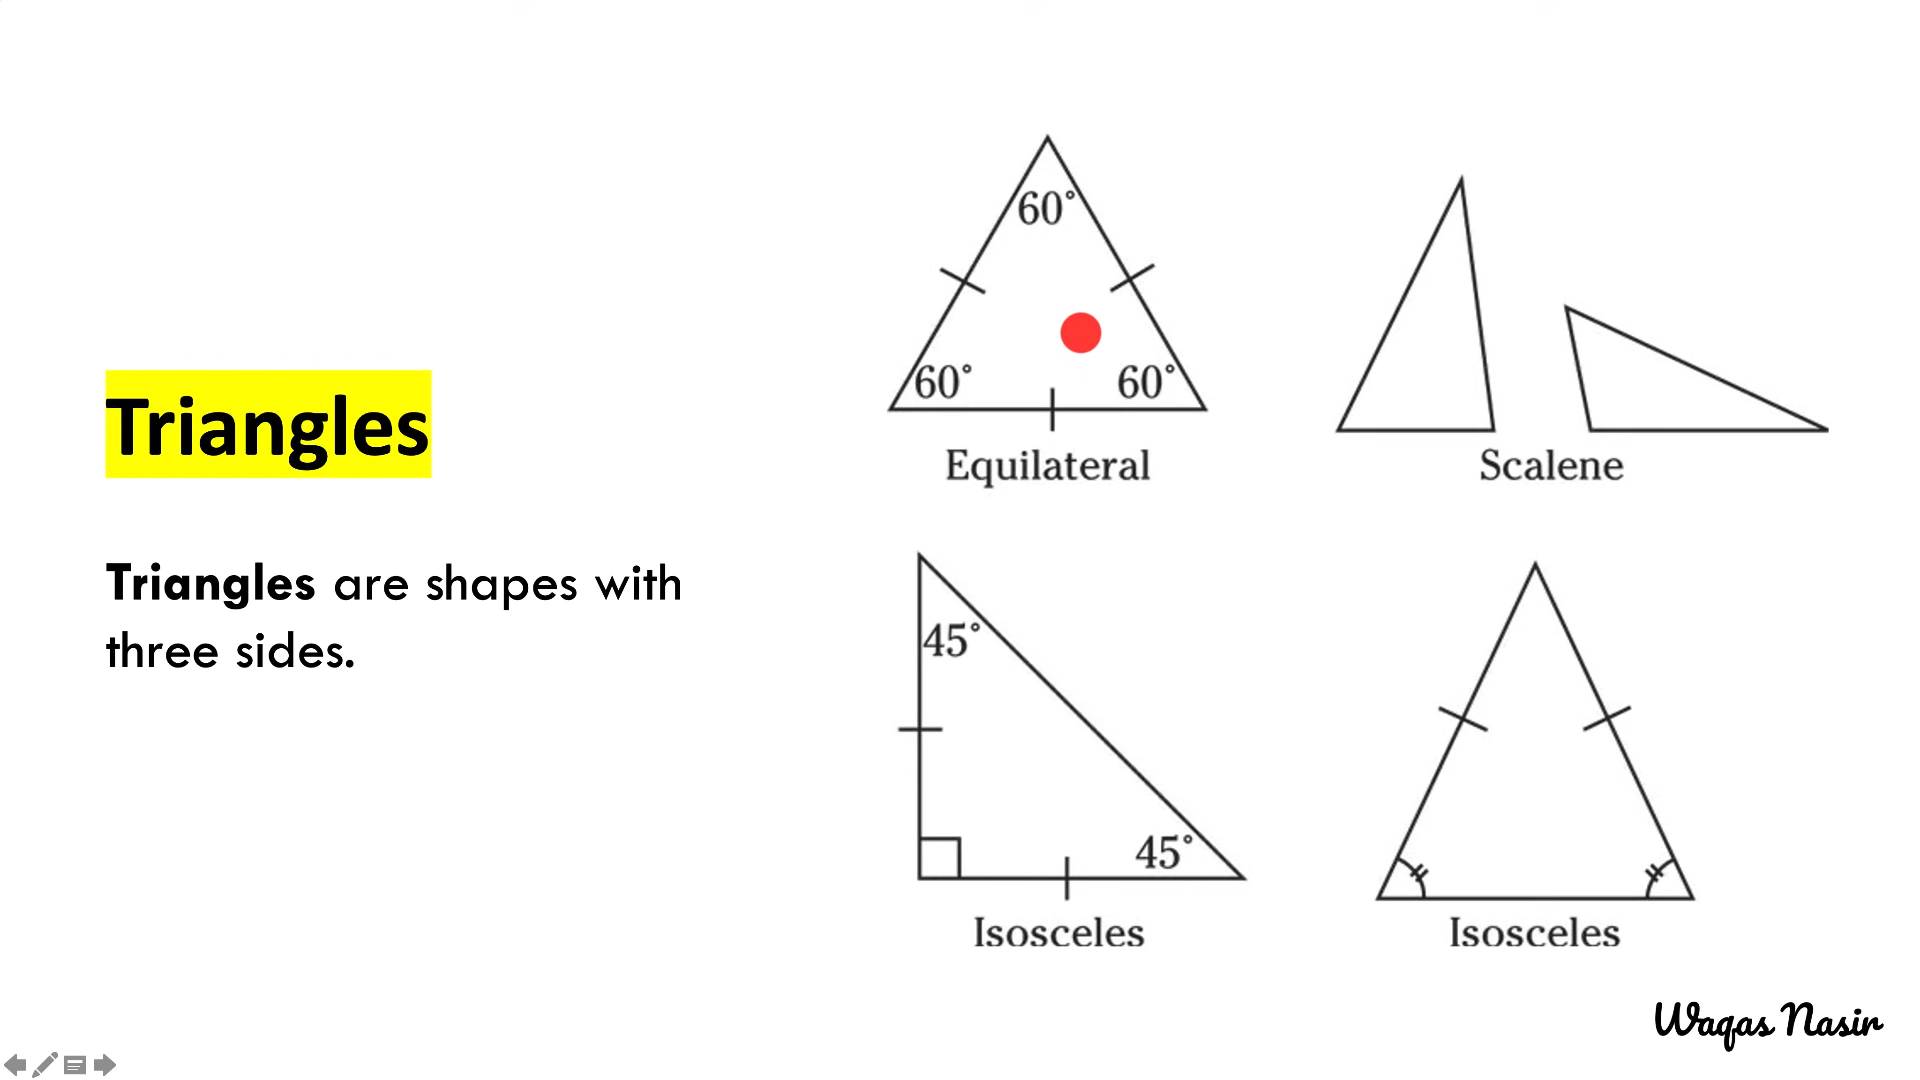 Triangles
Triangles are shapes with
three sides.
60°
60° 60°
Equilateral
Scalene
45°
45°
Isosceles
Isosceles
Waqas Nasir